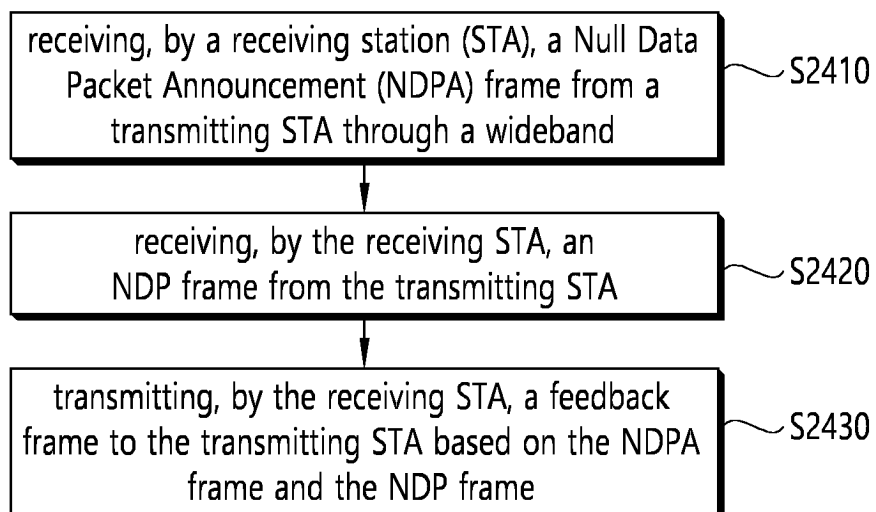 receiving, by a receiving station (STA), a Null Data
Packet Announcement (NDPA) frame from a
transmitting STA through a wideband
S2410
receiving, by the receiving STA, an
NDP frame from the transmitting STA
S2420
transmitting, by the receiving STA, a feedback
frame to the transmitting STA based on the NDPA
frame and the NDP frame
S2430